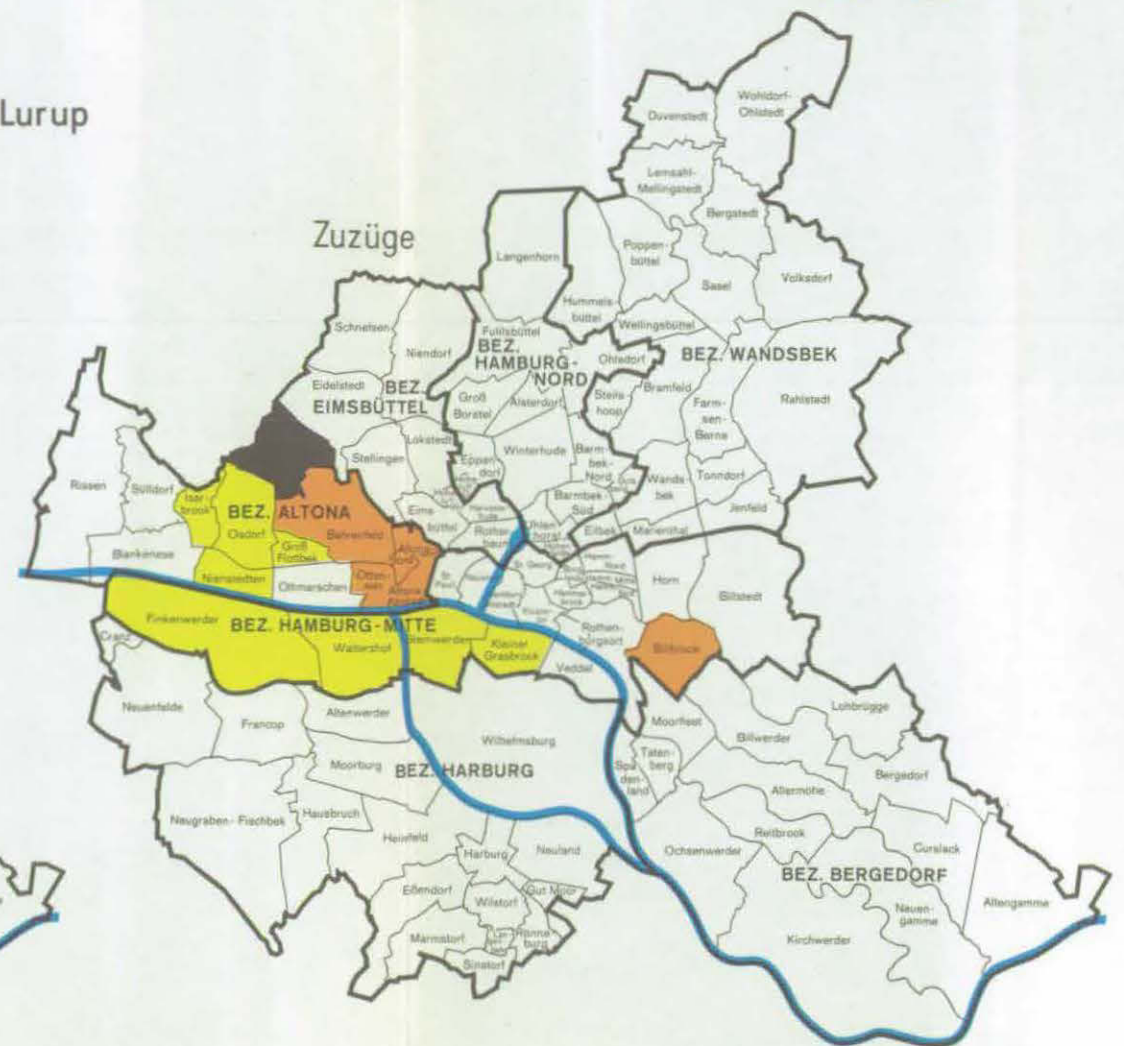 Lurup
Zuzüge
Duvenstedt
Wohldorf-
Ohlstedt
Lemsahl-
Mellingstedt
Bergstedt
Langenhorn
Poppen-
büttel
Sasel
Volksdorf
Hummels-
büttel
Wellingsbüttel
Schnelsen
Niendorf
Fuhlsbüttel
BEZ.
HAMBURG-
NORD
Ohlsdorf
BEZ. WANDSBEK
Eidelstedt
BEZ.
EIMSBÜTTEL
Groß
Borstel
Alsterdorf
Steils
hoop
Bramfeld
Farm-
sen-
Berne
Rahlstedt
Lokstedt
Stellingen
Eppen-
dorf
Winterhude
Barm-
bek-
Nord
Wands-
bek
Tonndorf
Jenfeld
Rissen
Sülldorf
Iser-
brook
BEZ. ALTONA
Osdorf
Bahrenfeld
Groß
Flottbek
Eims-
büttel
Rother-
baum
Barmbek
Süd
Eilbek
Marienthal
Blankenese
Nienstedten
Othmarschen
Otten-
sen
St.
Pauli
St. Georg
Horn
Billstedt
Finkenwerder
BEZ. HAMBURG-MITTE
Waltershof
Steinwerder
Kleiner
Grasbrook
Rothen-
burgsort
Veddel
Billbrook
Cranz
Neuenfelde
Francop
Altenwerder
Moorfleet
Billwerder
Lohbrügge
Moorburg
BEZ. HARBURG
Wilhelmsburg
Spa-
den-
land
Taten-
berg
Allermöhe
Bergedorf
Neugraben-Fischbek
Hausbruch
Heimfeld
Harburg
Neuland
Ochsenwerder
Reitbrook
Curslack
Eißendorf
Wilstorf
Gut Moor
BEZ. BERGEDORF
Neuen-
gamme
Altengamme
Marmstorf
Rönne-
burg
Sinstorf
Kirchwerder